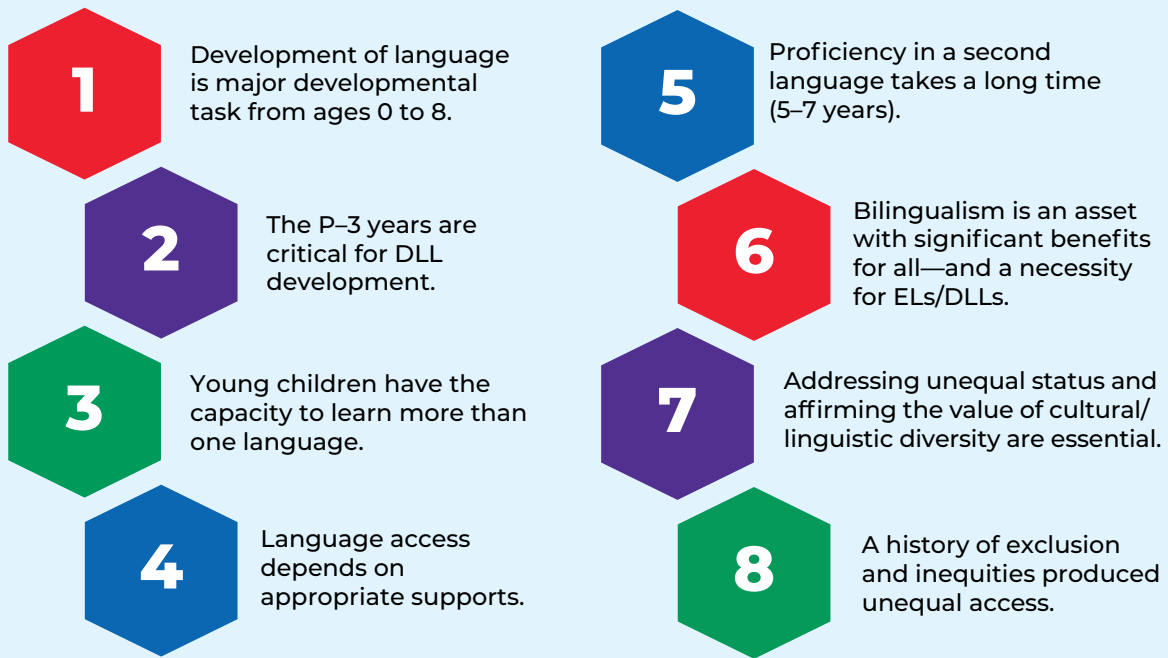 1
Development of language
is major developmental
task from ages 0 to 8.
2
The P–3 years are
critical for DLL
development.
3
Young children have the
capacity to learn more than
one language.
4
Language access
depends on
appropriate supports.
5
Proficiency in a second
language takes a long time
(5–7 years).
6
Bilingualism is an asset
with significant benefits
for all—and a necessity
for ELs/DLLs.
7
Addressing unequal status and
affirming the value of cultural/
linguistic diversity are essential.
8
A history of exclusion
and inequities produced
unequal access.